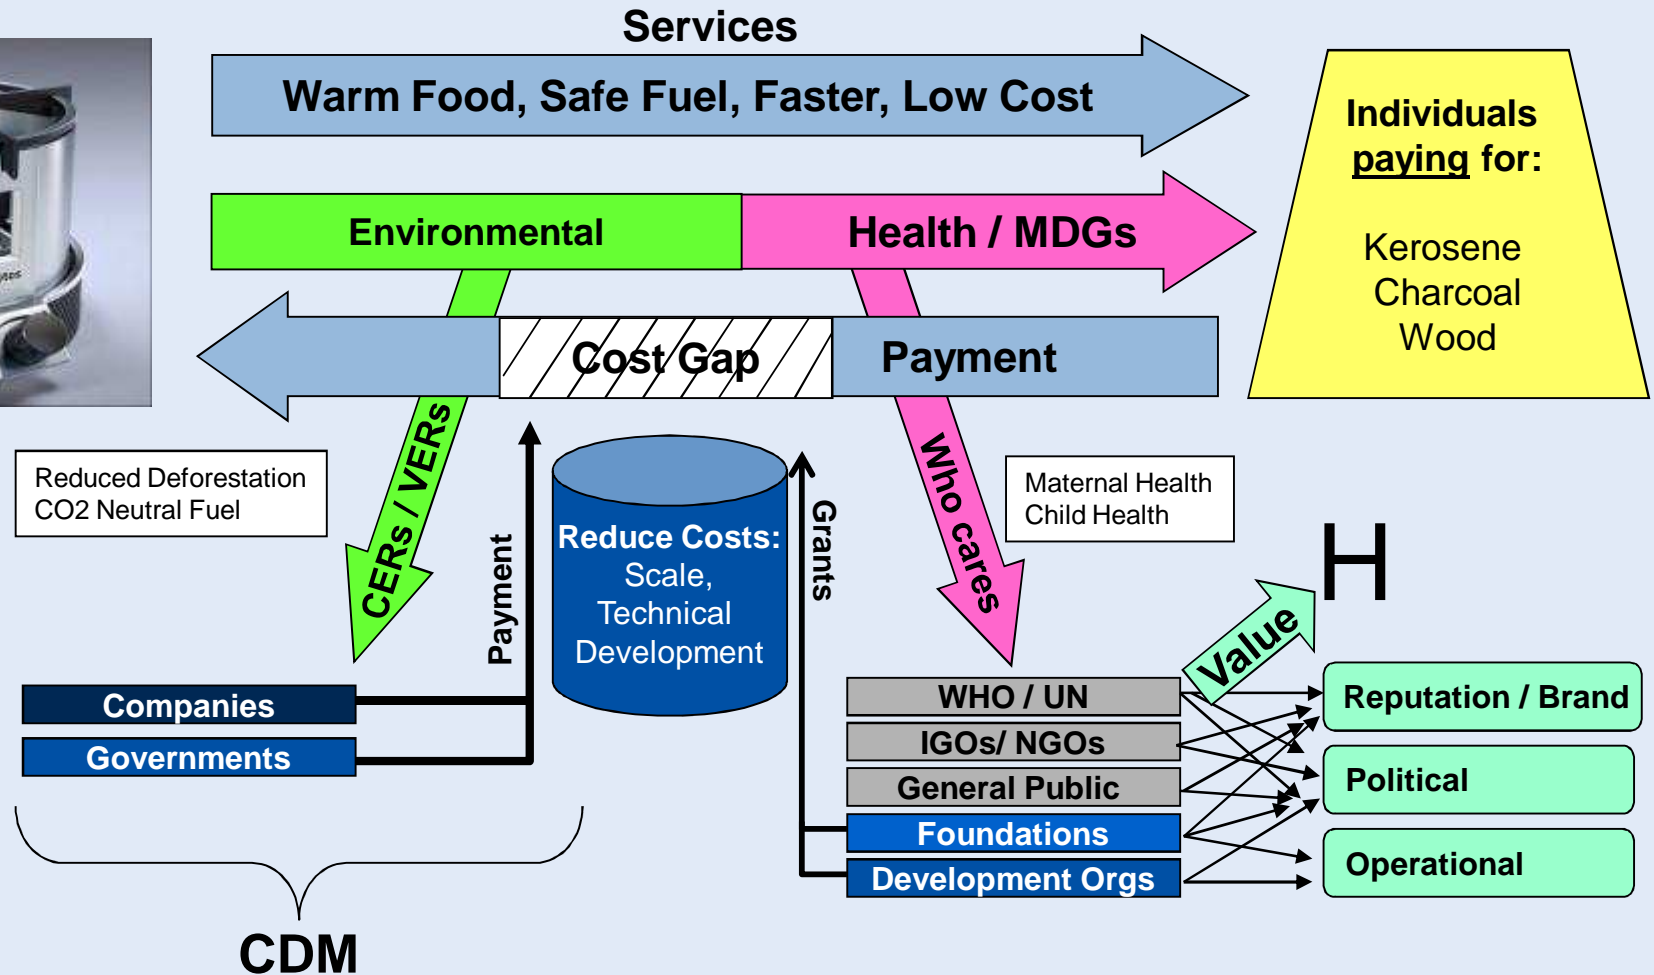 Services
Warm Food, Safe Fuel, Faster, Low Cost
Individuals
paying for:
Kerosene
Charcoal
Wood
Environmental
Health / MDGs
Cost Gap
Payment
Reduced Deforestation
CO2 Neutral Fuel
CERs / VERs
Payment
Reduce Costs:
Scale,
Technical
Development
Grants
Who cares
Maternal Health
Child Health
H
Value
Companies
Governments
WHO / UN
IGOs/ NGOs
General Public
Foundations
Development Orgs
Reputation / Brand
Political
Operational
CDM